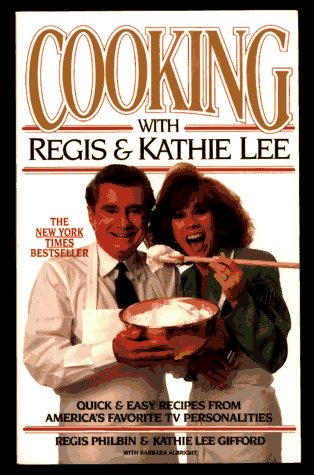 COOKING
WITH
REGIS & KATHIE LEE
THE
NEW YORK
TIMES
BESTSELLER
QUICK & EASY RECIPES FROM
AMERICA'S FAVORITE TV PERSONALITIES
REGIS PHILBIN & KATHIE LEE GIFFORD
WITH BARBARA ALBRIGHT